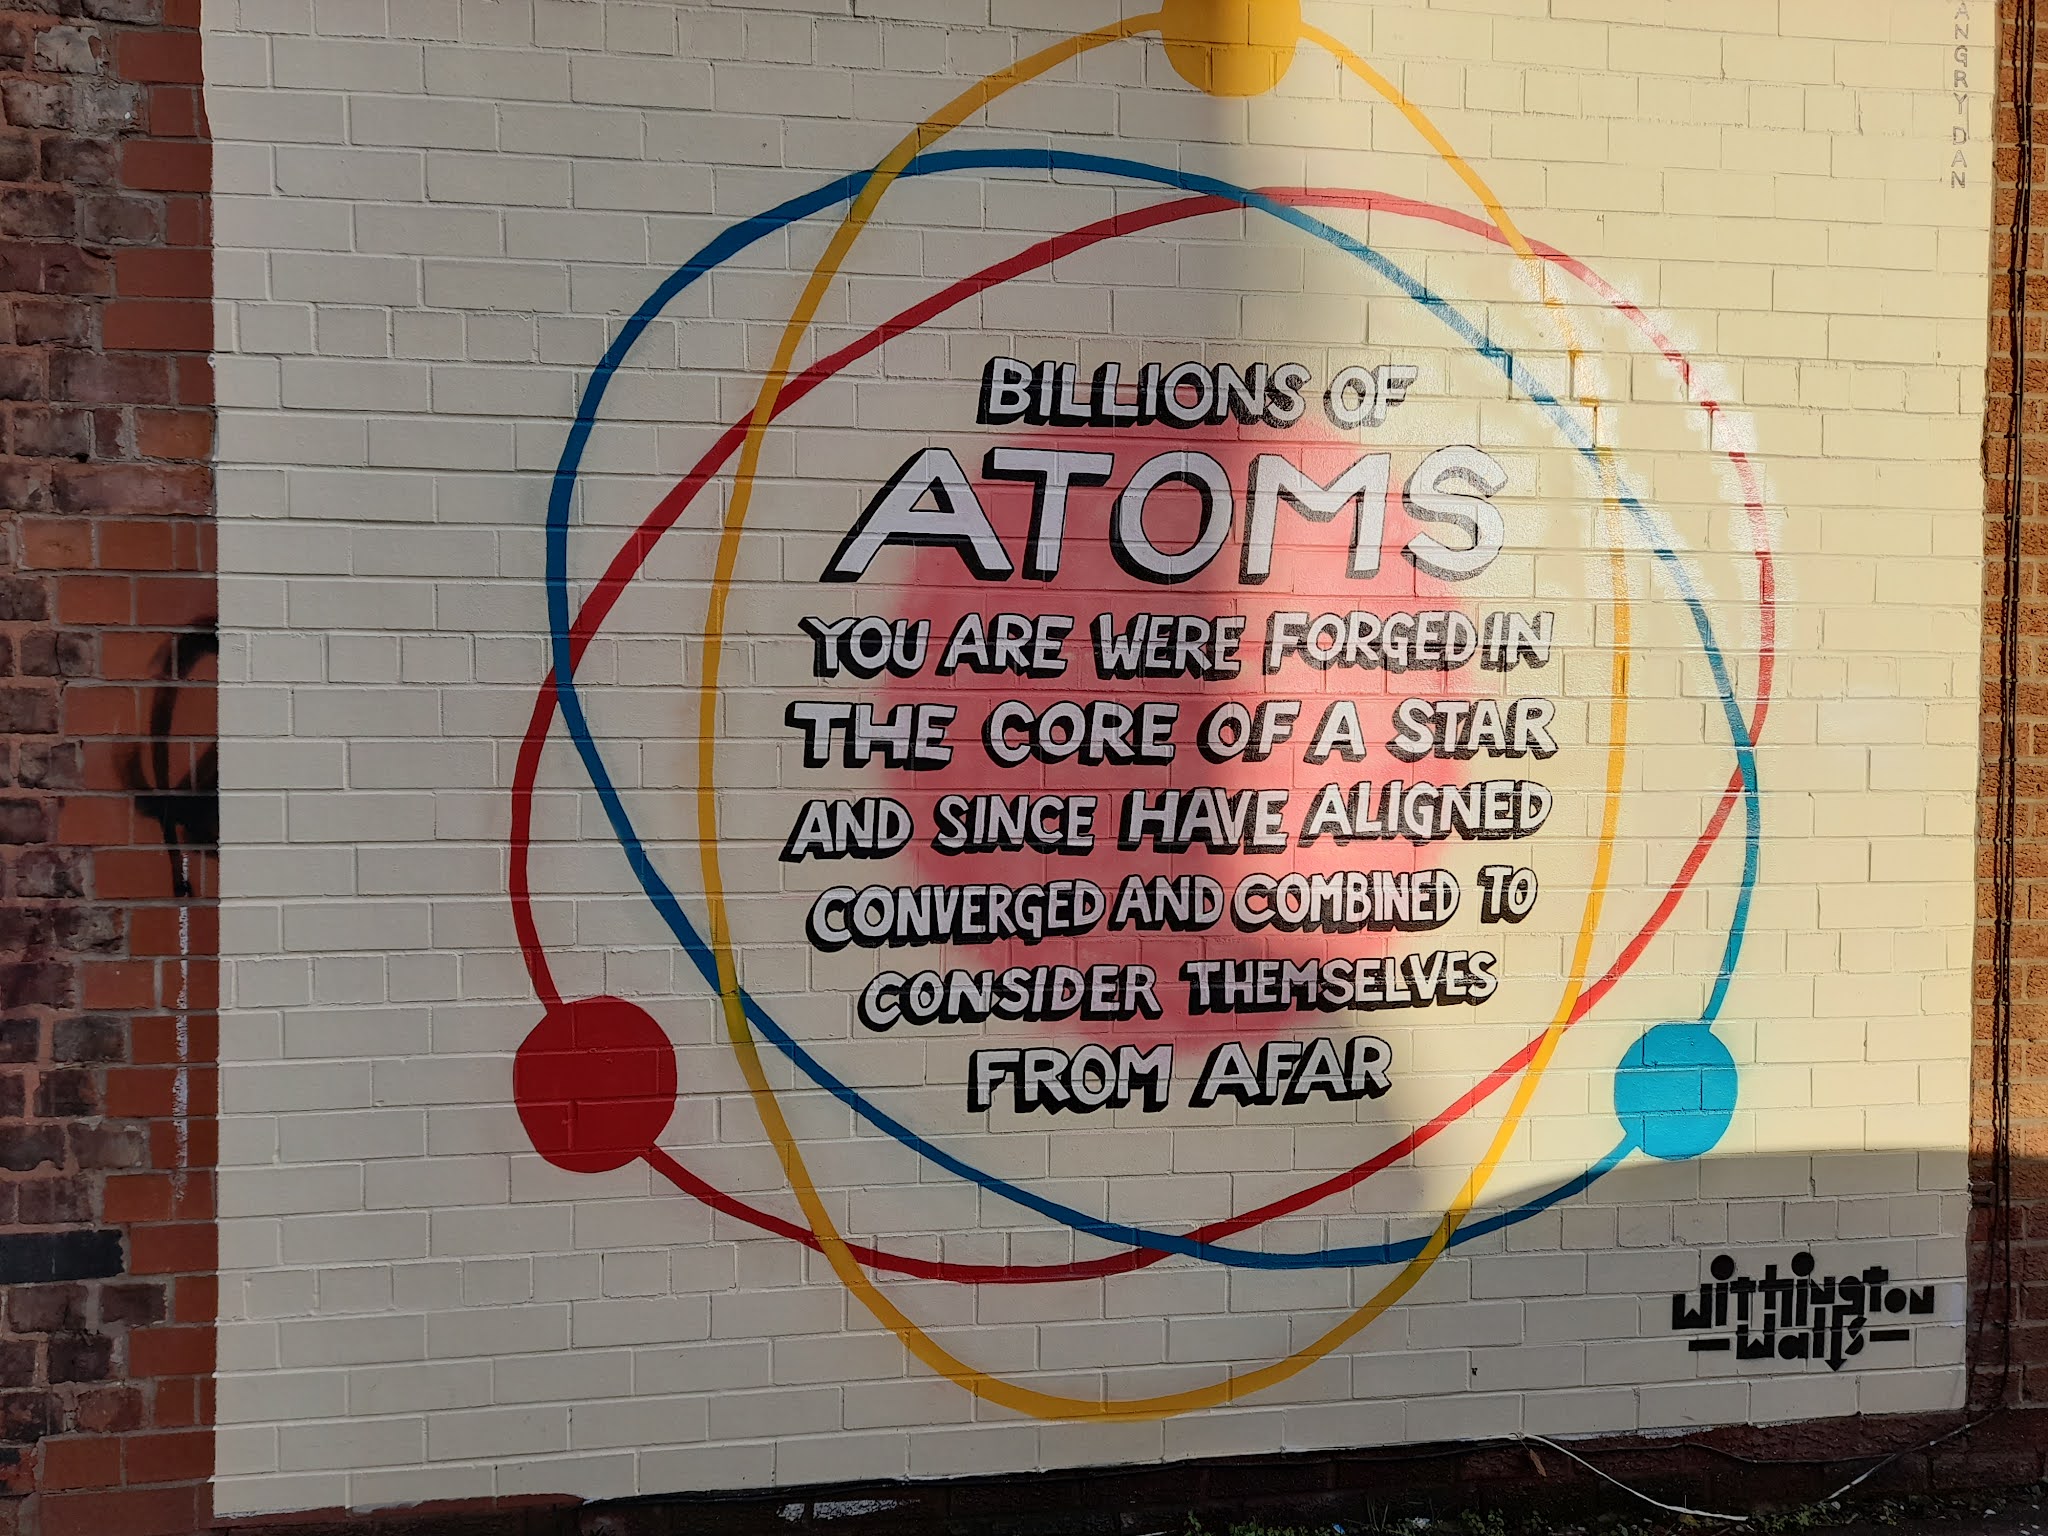 BILLIONS OF
ATOMS
YOU ARE WERE FORGED IN
THE CORE OF A STAR
AND SINCE HAVE ALIGNED
CONVERGED AND COMBINED TO
CONSIDER THEMSELVES
FROM AFAR
ANGRY DAN
withington
walls